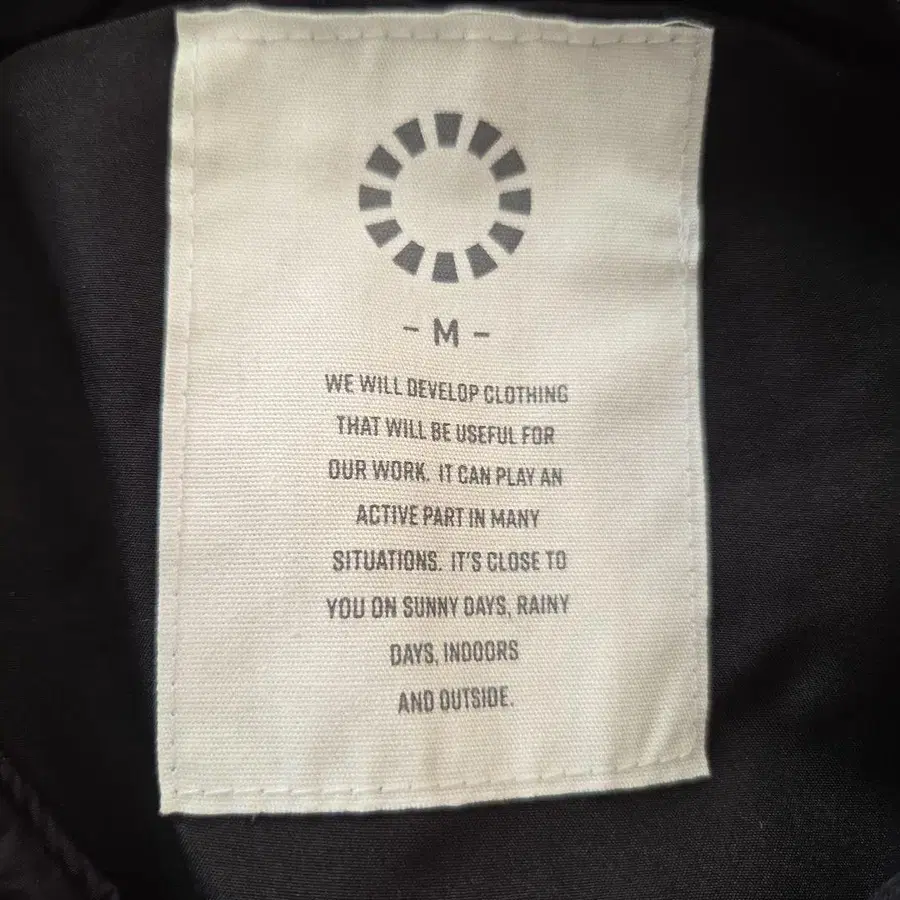 - M -
WE WILL DEVELOP CLOTHING
THAT WILL BE USEFUL FOR
OUR WORK. IT CAN PLAY AN
ACTIVE PART IN MANY
SITUATIONS. IT'S CLOSE TO
YOU ON SUNNY DAYS, RAINY
DAYS, INDOORS
AND OUTSIDE.